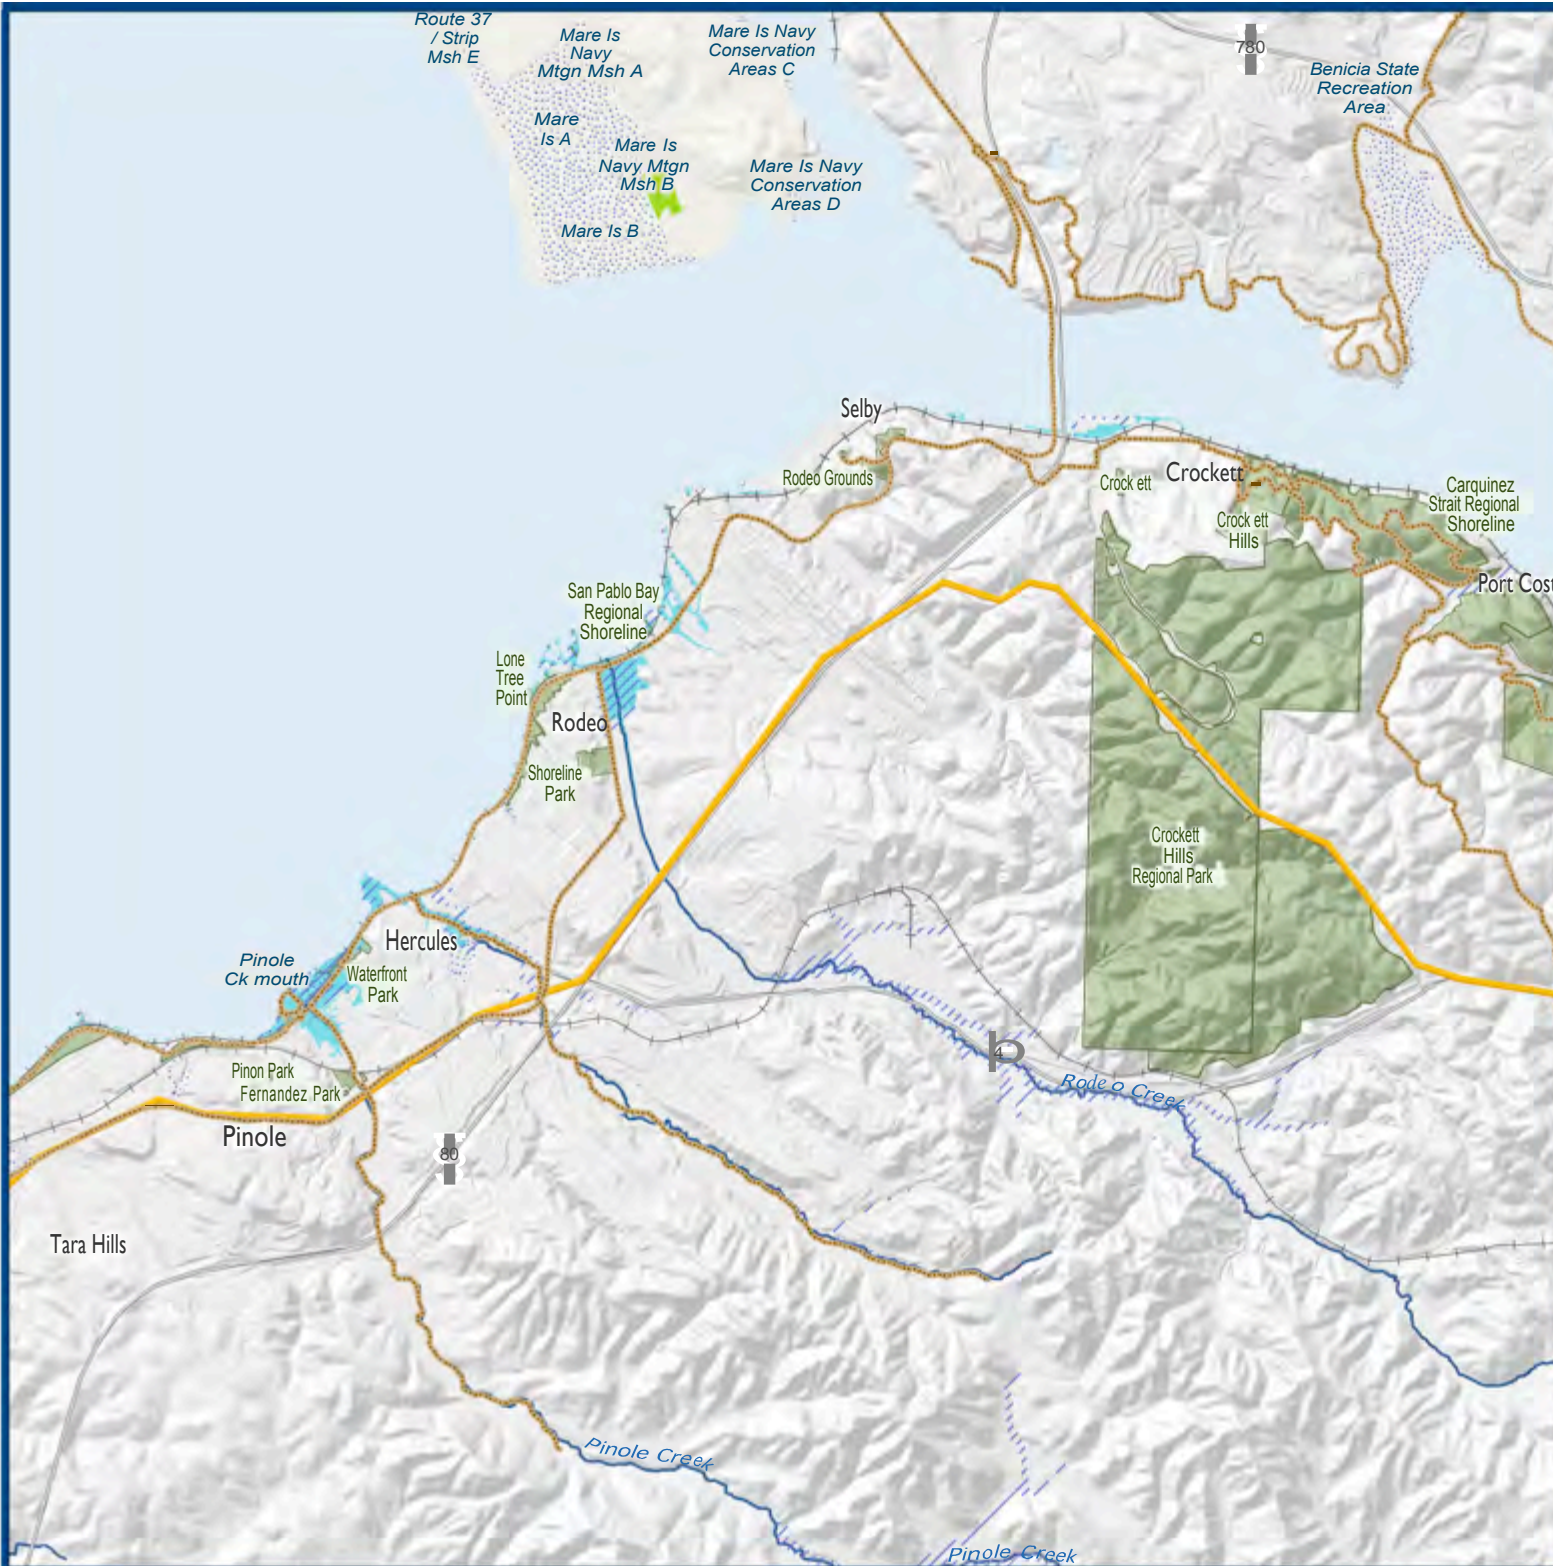 Route 37
/ Strip
Msh E
Mare Is
Navy
Mtgn Msh A
Mare Is Navy
Conservation
Areas C
780
Benicia State
Recreation
Area
Mare
Is A
Mare Is
Navy Mtgn
Msh B
Mare Is Navy
Conservation
Areas D
Mare Is B
Selby
Rodeo Grounds
Crock ett
Crockett
Carquinez
Strait Regional
Shoreline
Crock ett
Hills
Port Cost
San Pablo Bay
Regional
Shoreline
Lone
Tree
Point
Rodeo
Shoreline
Park
Crockett
Hills
Regional Park
Hercules
Pinole
Ck mouth
Waterfront
Park
4
Pinon Park
Fernandez Park
Rode o Creek
Pinole
80
Tara Hills
Pinole Creek
Pinole Creek